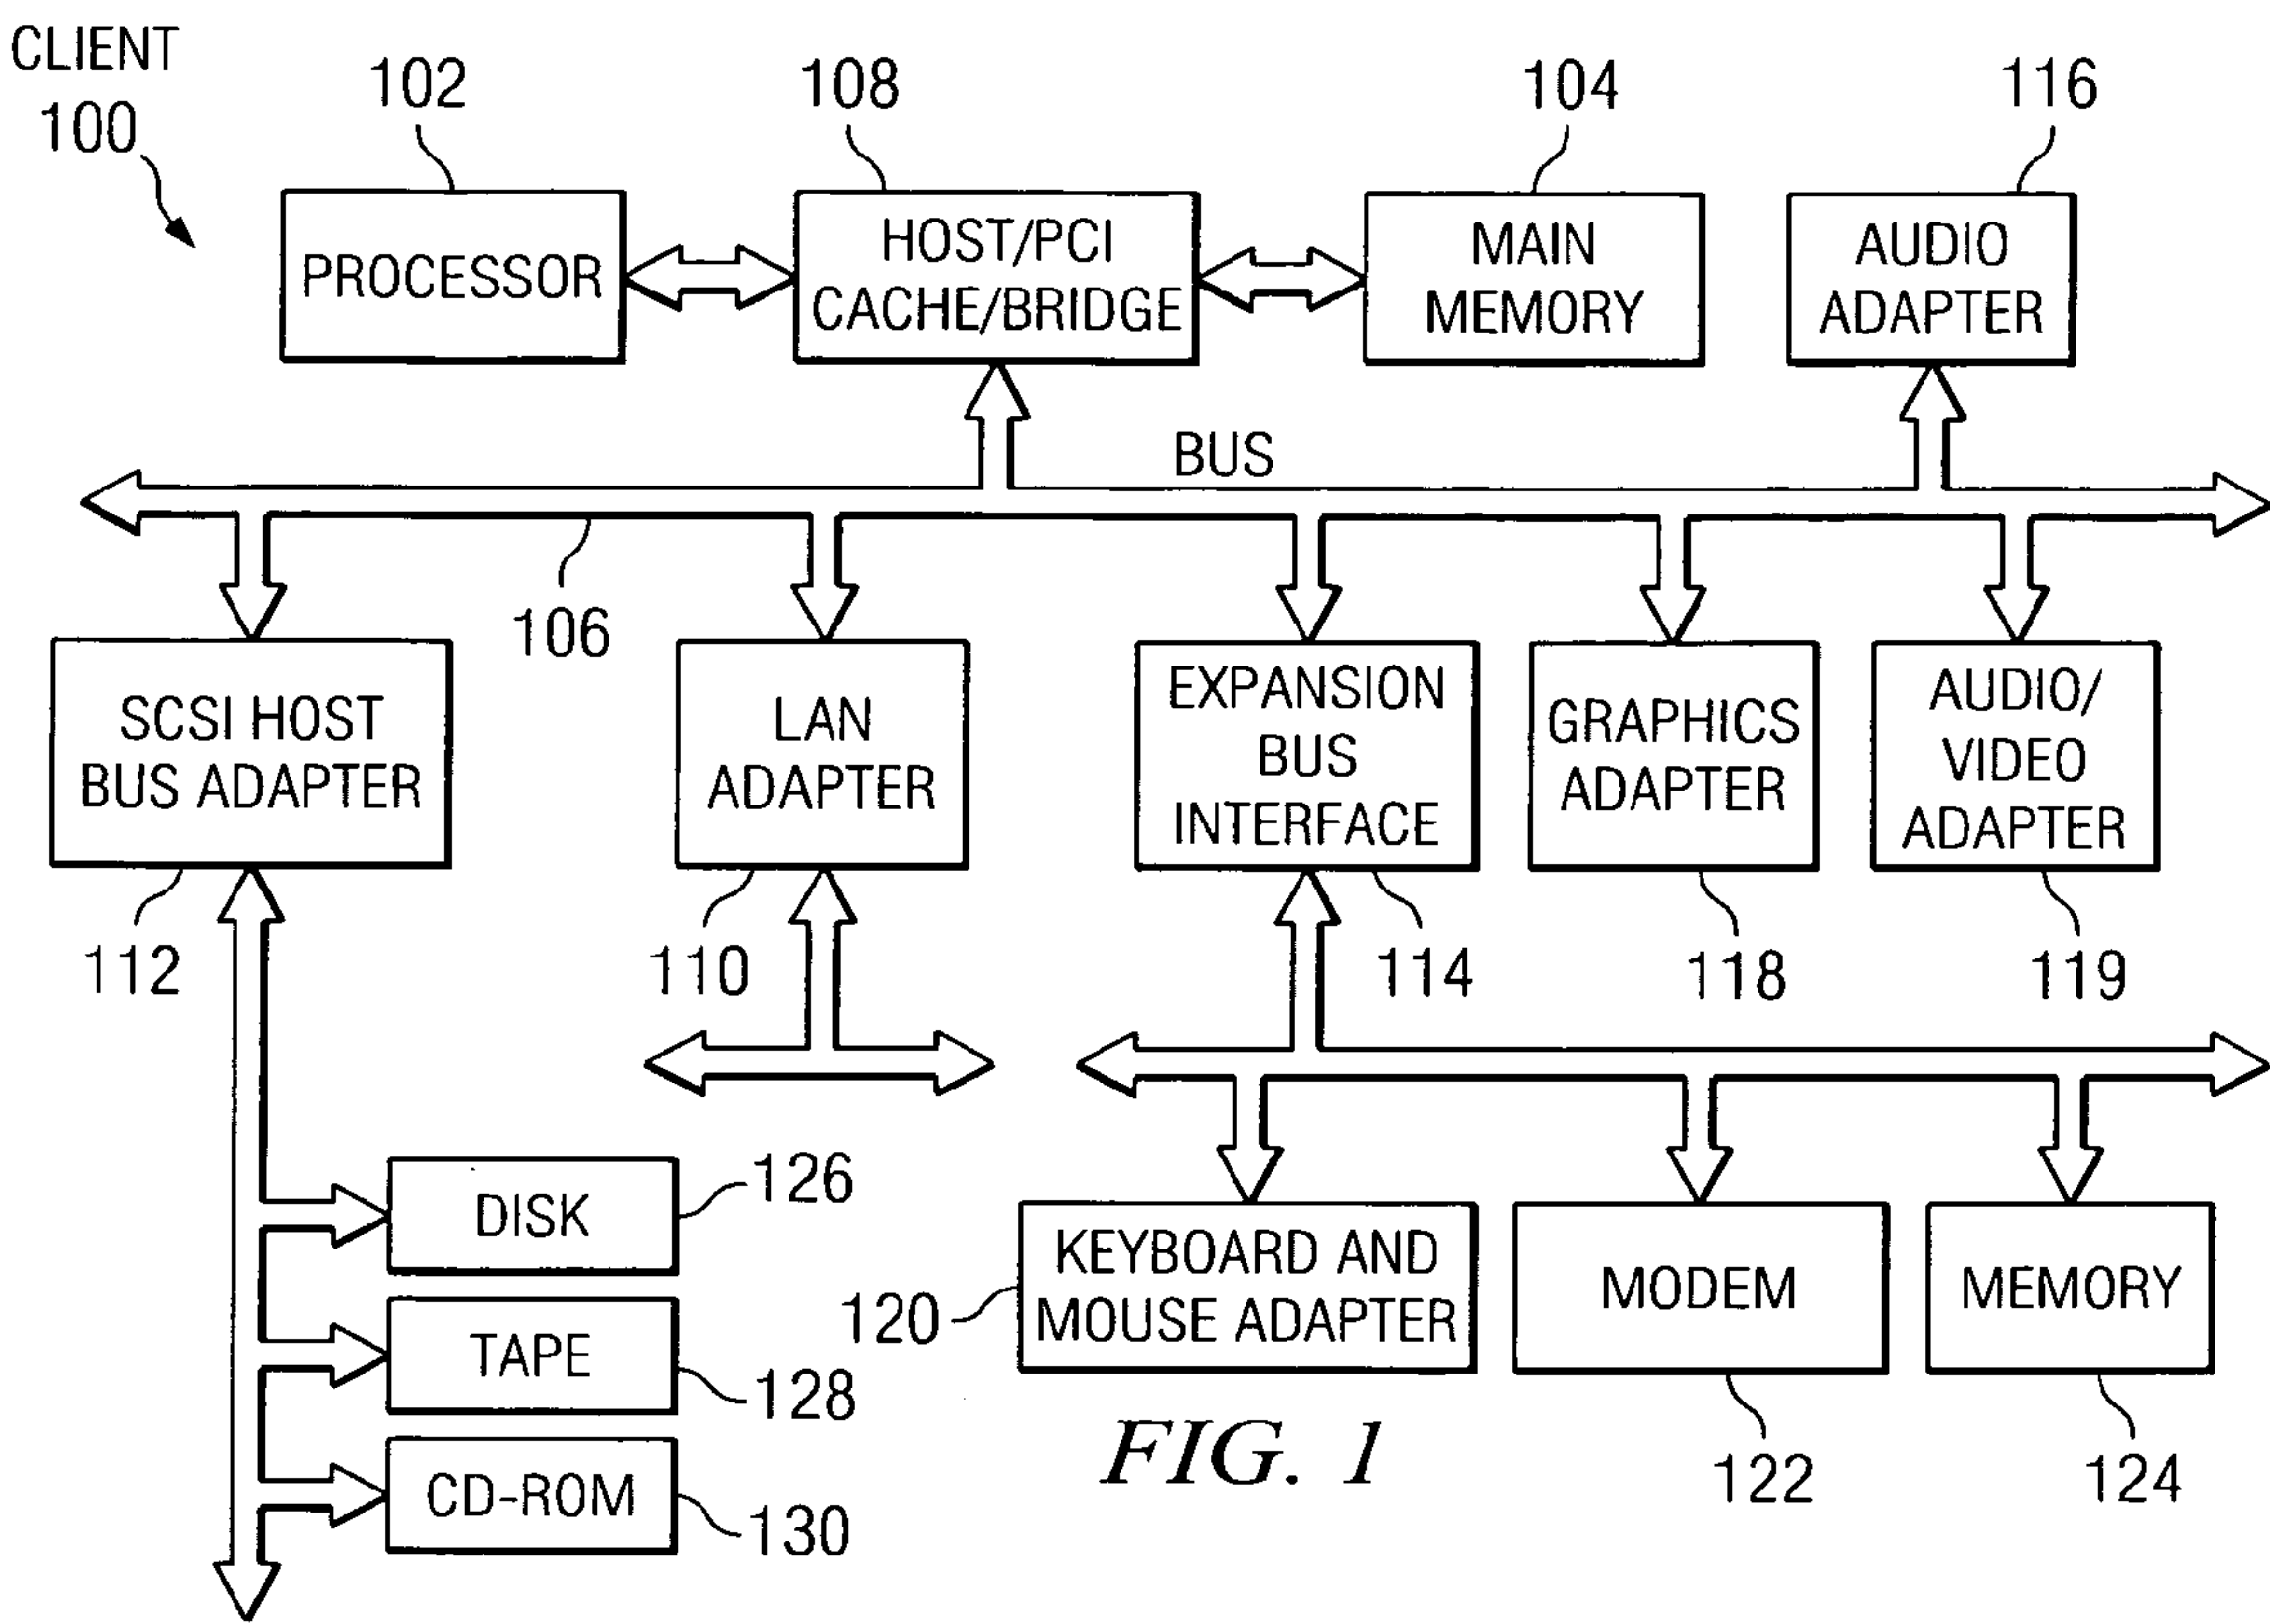 CLIENT
100
102
108
104
116
PROCESSOR
HOST/PCI
CACHE/BRIDGE
MAIN
MEMORY
AUDIO
ADAPTER
BUS
106
SCSI HOST
BUS ADAPTER
LAN
ADAPTER
EXPANSION
BUS
INTERFACE
GRAPHICS
ADAPTER
AUDIO/
VIDEO
ADAPTER
112
110
114
118
119
DISK
126
TAPE
128
CD-ROM
130
120
KEYBOARD AND
MOUSE ADAPTER
MODEM
MEMORY
122
124
FIG. 1